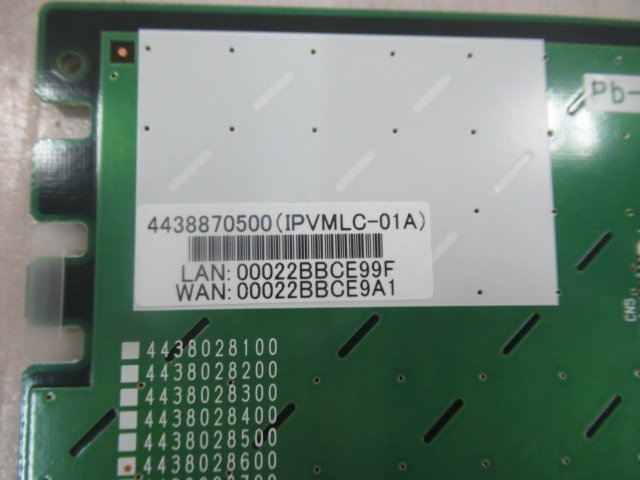 Pb-
4438870500(IPVMLC-01A)
LAN:00022BBCE99F
WAN:00022BBCE9A1
CN5
4438028100
4438028200
4438028300
4438028400
4438028500
4438028600